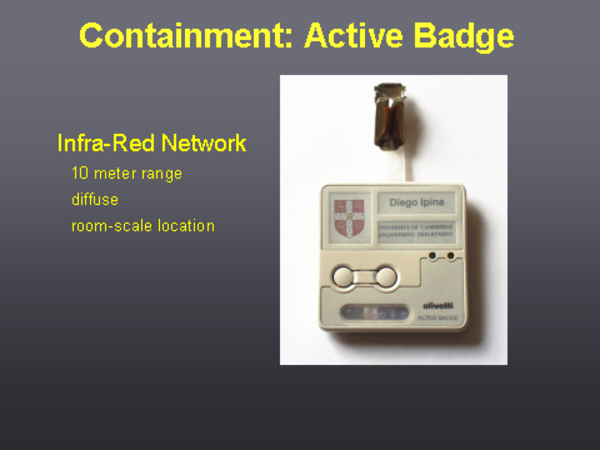 Containment: Active Badge
Infra-Red Network
10 meter range
diffuse
room-scale location
Diego Ipina
UNIVERSITY OF CAMBRIDGE
ENGINEERING DEPARTMENT
olivetti
ACTIVE BADGE